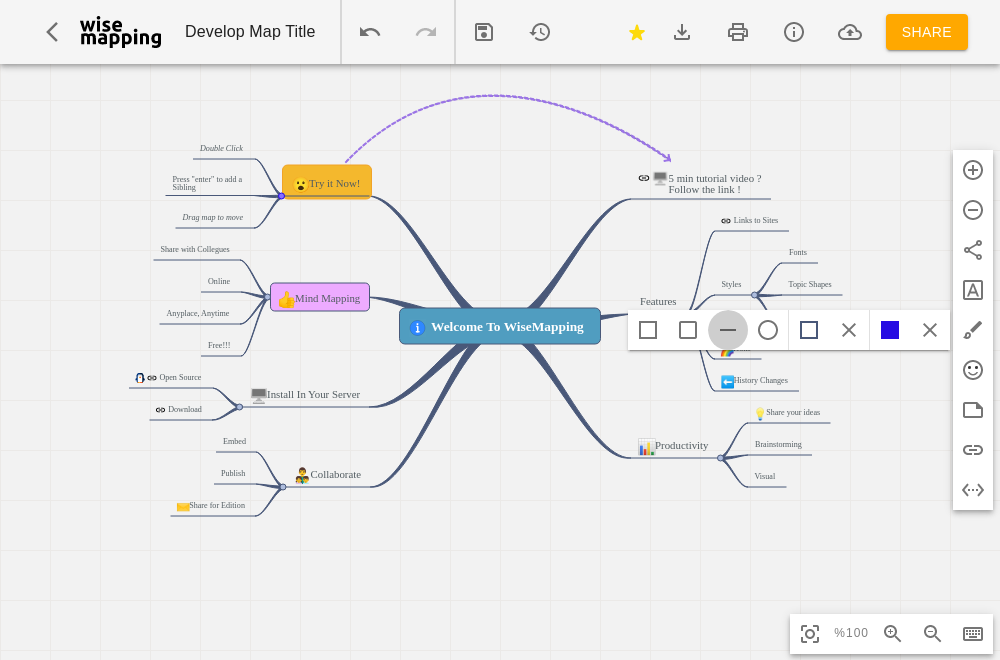 wise
mapping
Develop Map Title
SHARE
Double Click
Press "enter" to add a
Sibling
Drag map to move
Try it Now!
5 min tutorial video ?
Follow the link !
Share with Collegues
Online
Anyplace, Anytime
Free!!!
Mind Mapping
Links to Sites
Fonts
Styles
Topic Shapes
Features
Welcome To WiseMapping
History Changes
Open Source
Download
Install In Your Server
Share your ideas
Productivity
Brainstorming
Visual
Embed
Publish
Share for Edition
Collaborate
%100